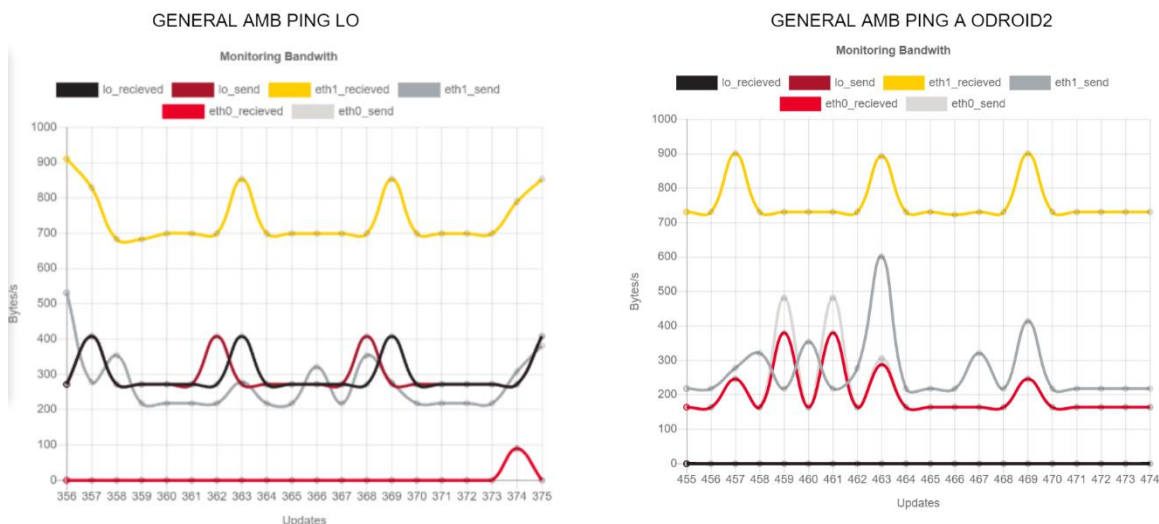 GENERAL AMB PING LO
Monitoring Bandwith
lo_recieved lo_send eth1_recieved eth1_send
eth0_recieved eth0_send
1000
900
800
700
600
500
400
300
200
100
0
Bytes/s
356 357 358 359 360 361 362 363 364 365 366 367 368 369 370 371 372 373 374 375
Updates
GENERAL AMB PING A ODROID2
Monitoring Bandwith
lo_recieved lo_send eth1_recieved eth1_send
eth0_recieved eth0_send
1000
900
800
700
600
500
400
300
200
100
0
Bytes/s
455 456 457 458 459 460 461 462 463 464 465 466 467 468 469 470 471 472 473 474
Updates